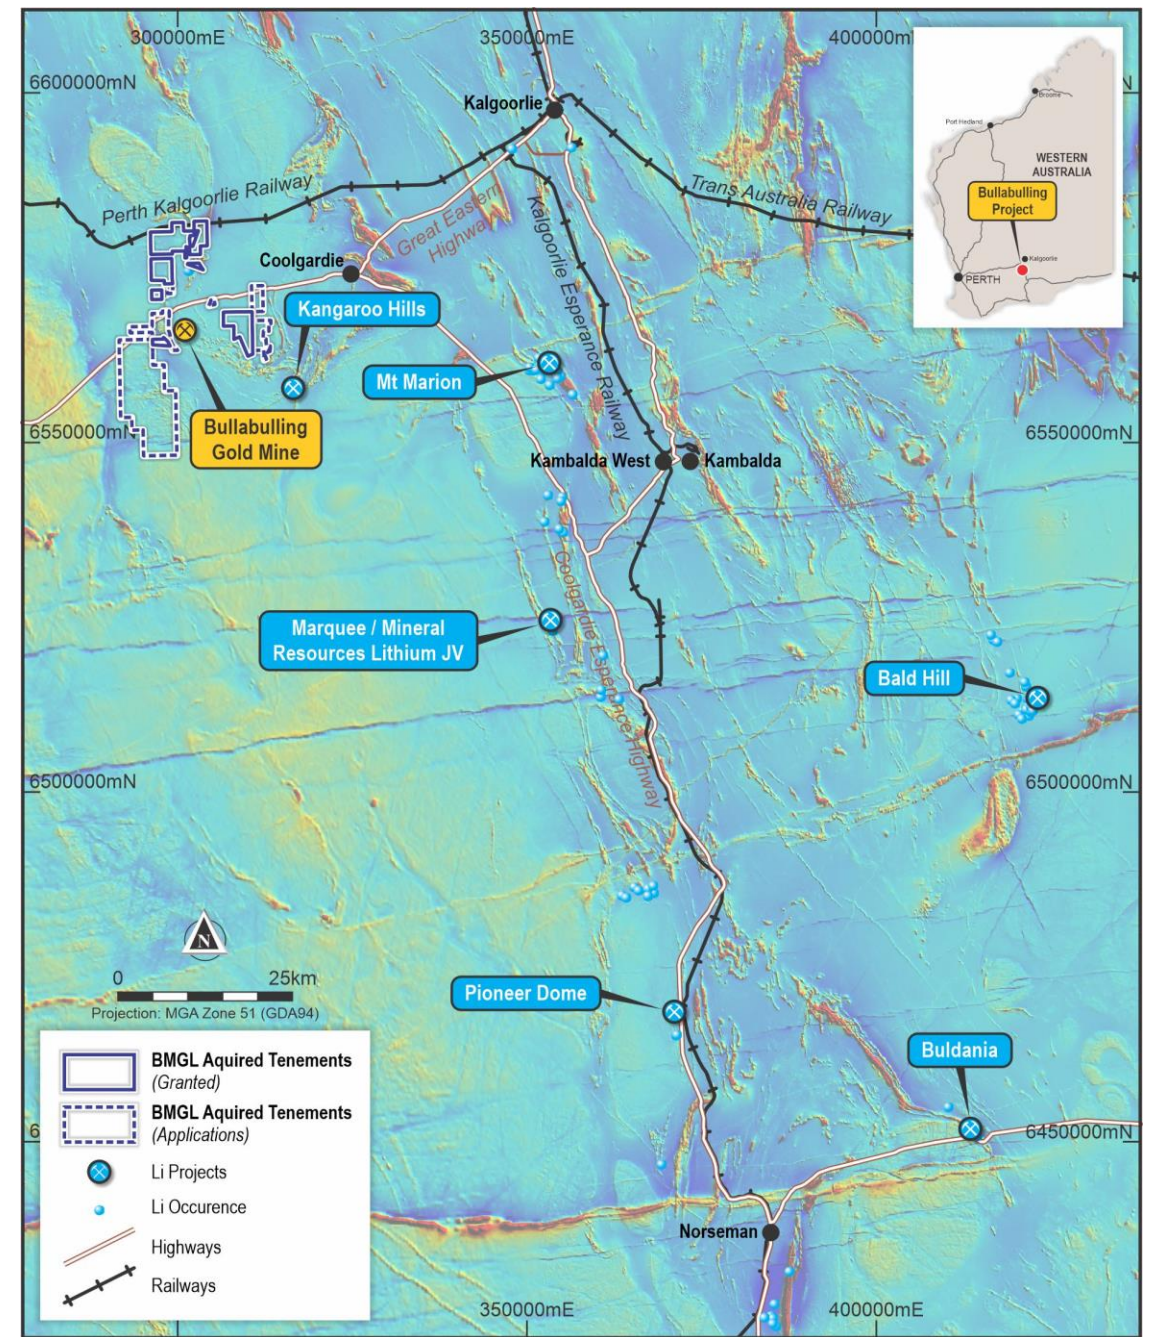 300000mE
350000mE
400000m
6600000mN
Kalgoorlie
Perth Kalgoorlie Railway
Great Eastern
Highway
Kalgoorlie Esperance Railway
Trans Australia Railway
Broome
Port Hedland
WESTERN
AUSTRALIA
Bullabulling
Project
Kalgoorlie
PERTH
Coolgardie
Kangaroo Hills
Mt Marion
Bullabulling
Gold Mine
6550000mN
6550000mN
Kambalda West
Kambalda
Coolgardie Esperance Highway
Marquee / Mineral
Resources Lithium JV
Bald Hill
6500000mN
6500000mN
N
0
25km
Projection: MGA Zone 51 (GDA94)
Pioneer Dome
Buldania
BMGL Aquired Tenements
(Granted)
BMGL Aquired Tenements
(Applications)
Li Projects
Li Occurence
Highways
Railways
6
6450000mN
Norseman
350000mE
400000mE